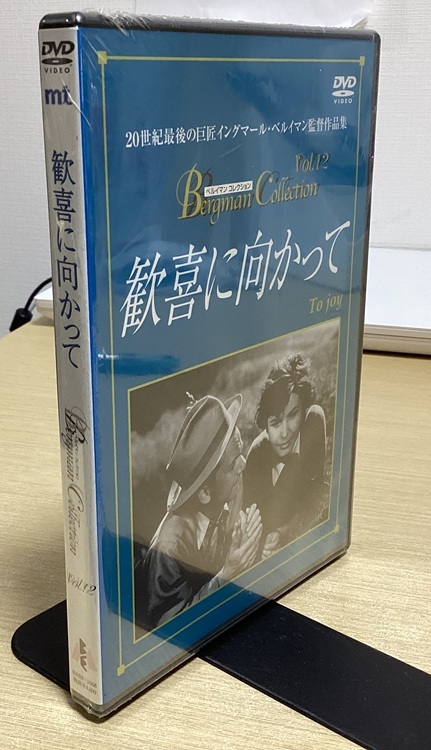 DVD
VIDEO
mt
歓喜に向かって
Bergman Collection
Vol.12
DVD
VIDEO
20世紀最後の巨匠イングマール・ベルイマン監督作品集
Vol.12
ベルイマン コレクション
Bergman Collection
歓喜に向かって
To joy